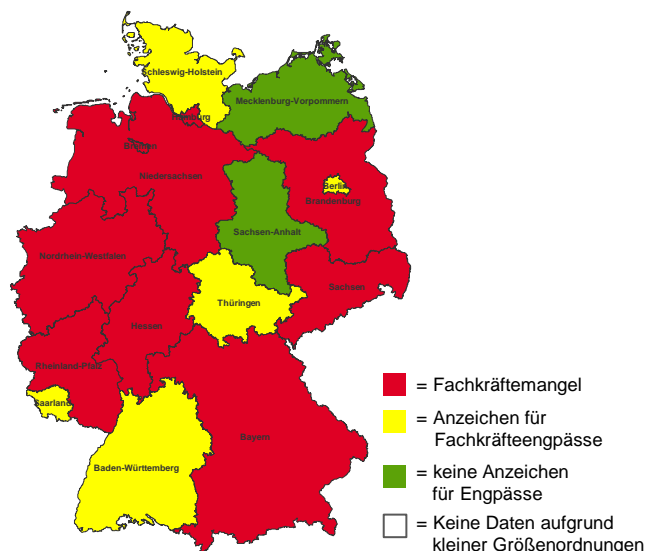 Schleswig-Holstein
Mecklenburg-Vorpommern
Hamburg
Bremen
Niedersachsen
Berlin
Brandenburg
Sachsen-Anhalt
Nordrhein-Westfalen
Sachsen
Thüringen
Hessen
Rheinland-Pfalz
Saarland
Bayern
Baden-Württemberg
= Fachkräftemangel
= Anzeichen für
Fachkräfteengpässe
= keine Anzeichen
für Engpässe
= Keine Daten aufgrund
kleiner Größenordnungen